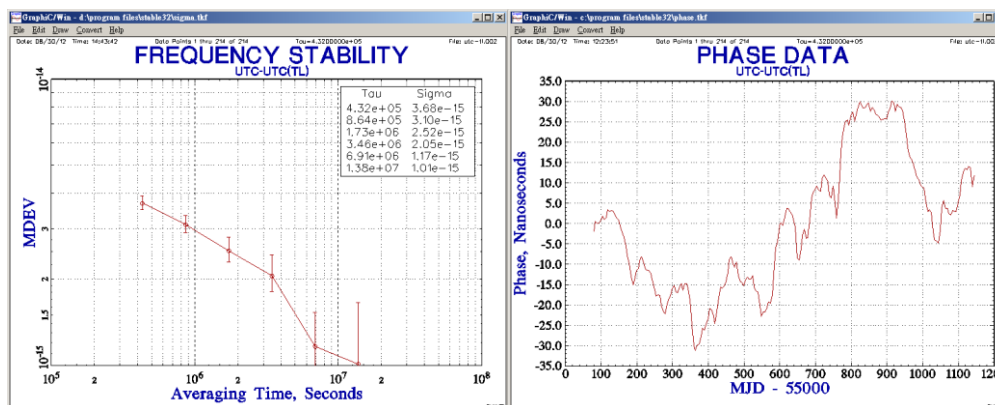 GraphiC/Win - d:\program files\stable32\sigma.tkf
File Edit Draw Convert Help
Date: 08/30/12 Time: 14:43:42 Data Points 1 thru 214 of 214 Tau=4.3200000e+05 File: utc-tl.002
FREQUENCY STABILITY
UTC-UTC(TL)
10-14
Tau Sigma
4.32e+05 3.68e-15
8.64e+05 3.10e-15
1.73e+06 2.52e-15
3.46e+06 2.05e-15
6.91e+06 1.17e-15
1.38e+07 1.01e-15
MDEV
3
2
1.5
10-15
105 2 106 2 107 2 108
Averaging Time, Seconds
GraphiC/Win - c:\program files\stable32\phase.tkf
File Edit Draw Convert Help
Date: 08/30/12 Time: 12:23:51 Data Points 1 thru 214 of 214 Tau=4.3200000e+05 File: utc-tl.002
PHASE DATA
UTC-UTC(TL)
Phase, Nanoseconds
35.0
30.0
25.0
20.0
15.0
10.0
5.0
0.0
-5.0
-10.0
-15.0
-20.0
-25.0
-30.0
-35.0
0 100 200 300 400 500 600 700 800 900 1000 1100
MJD - 55000